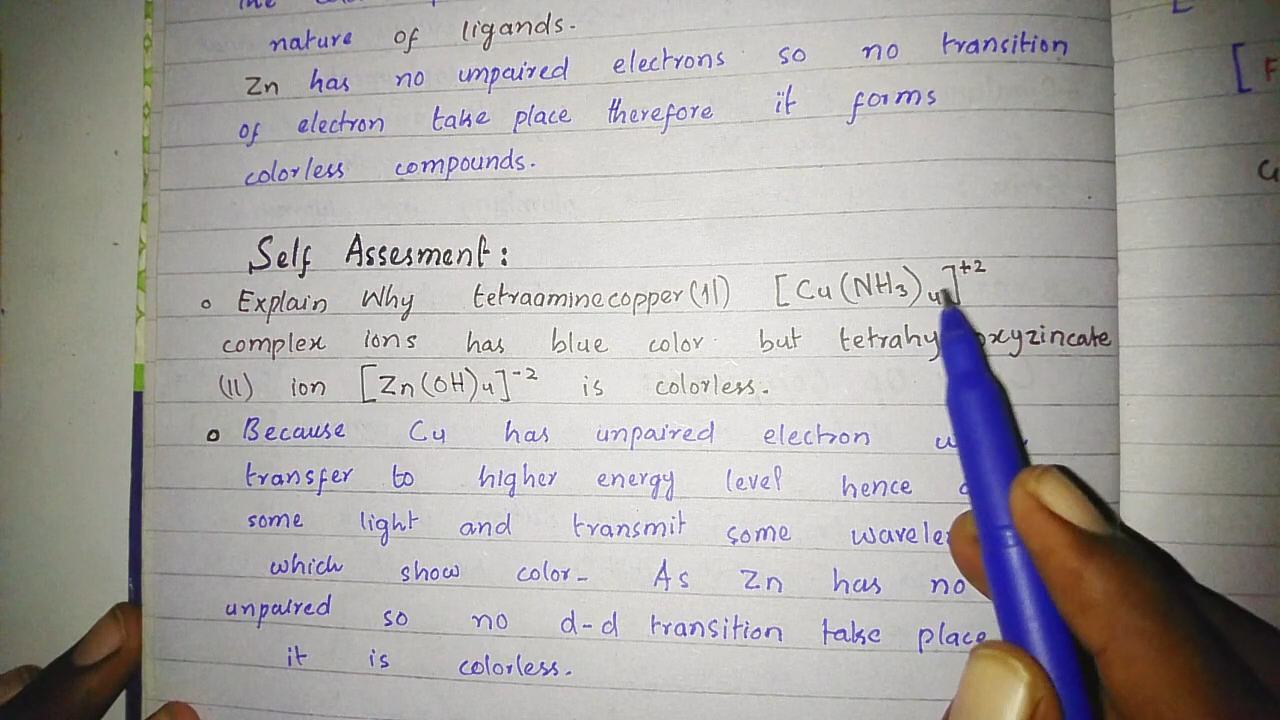 nature of ligands.
Zn has no unpaired electrons so no transition
of electron take place therefore it forms
colorless compounds.
Self Assesment:
Explain Why tetraaminecopper(II) [Cu(NH3)4]+2
complex ions has blue color but tetrahy oxyzincate
(II) ion [Zn(OH)4]-2 is colorless.
Because Cu has unpaired electron
transfer to higher energy level hence
some light and transmit some wavele
which show color- As Zn has no
unpaired so no d-d transition take place
it is colorless.